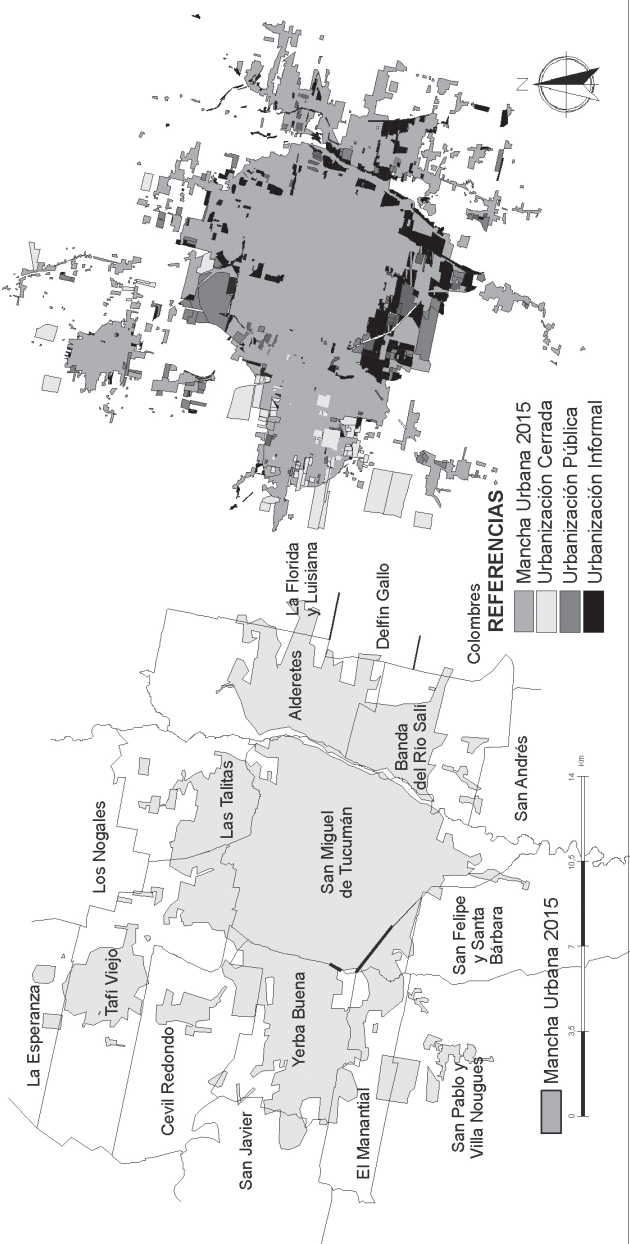 La Esperanza
Tafí Viejo
Los Nogales
Cevil Redondo
Las Talitas
San Javier
Yerba Buena
San Miguel
de Tucumán
Alderetes
La Florida
y Luisiana
El Manantial
Banda
del Río Salí
Delfín Gallo
San Pablo y
Villa Nougues
San Felipe
y Santa
Bárbara
San Andrés
Colombres
Mancha Urbana 2015
0
3,5
7
10,5
14
Km
REFERENCIAS
Mancha Urbana 2015
Urbanización Cerrada
Urbanización Pública
Urbanización Informal
N